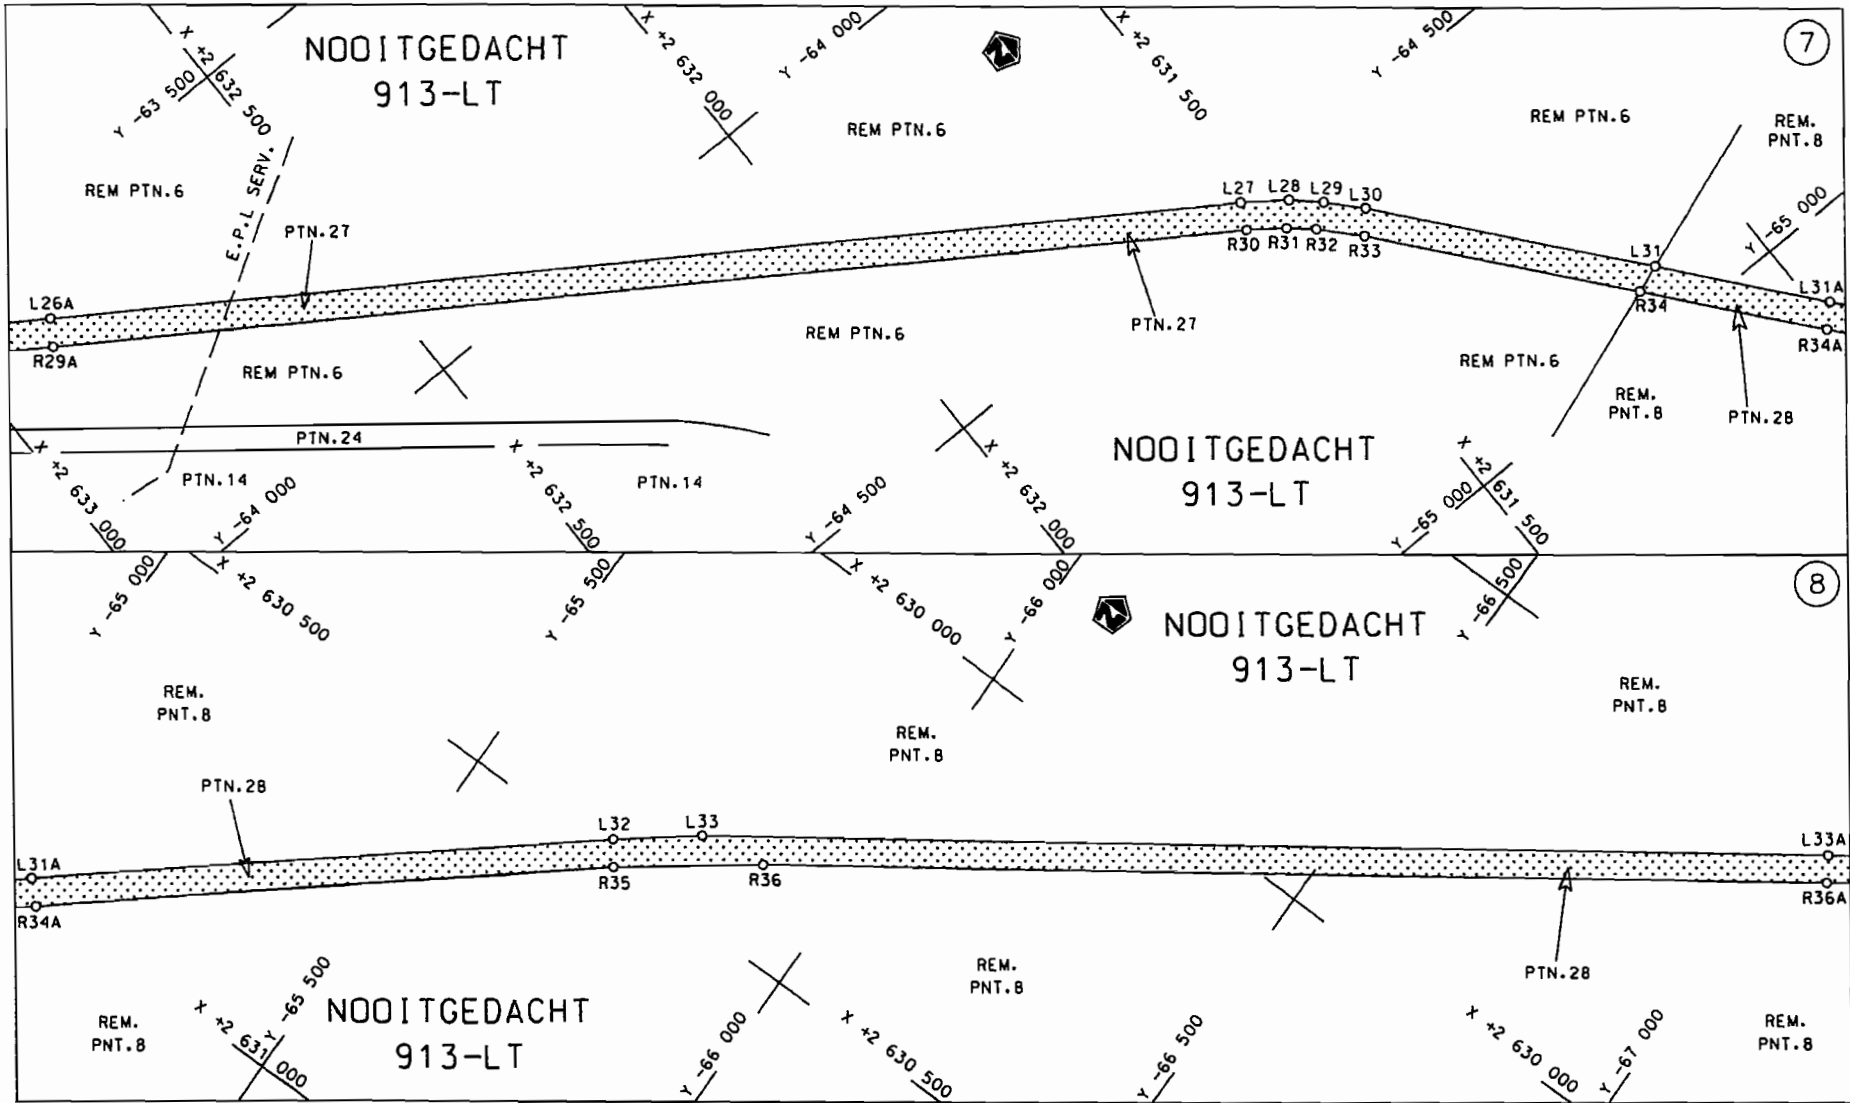 NOOITGEDACHT
913-LT
7
X +2 632 500
Y -63 500
X +2 632 000
Y -64 000
X +2 631 500
Y -64 500
REM PTN.6
REM PTN.6
REM PTN.6
REM.
PNT.8
E.P.L SERV.
PTN.27
Y -65 000
L26A
L27
L28
L29
L30
L31
L31A
R29A
R30
R31
R32
R33
R34
R34A
REM PTN.6
REM PTN.6
PTN.27
REM PTN.6
REM.
PNT.8
PTN.28
PTN.24
PTN.14
PTN.14
NOOITGEDACHT
913-LT
X +2 633 000
Y -64 000
X +2 632 500
Y -64 500
X +2 632 000
Y -65 000
X +2 631 500
8
Y -65 000
X +2 630 500
Y -65 500
X +2 630 000
Y -66 000
NOOITGEDACHT
913-LT
Y -66 500
REM.
PNT.8
REM.
PNT.8
REM.
PNT.8
PTN.28
L31A
L32
L33
L33A
R34A
R35
R36
R36A
PTN.28
REM.
PNT.8
REM.
PNT.8
REM.
PNT.8
NOOITGEDACHT
913-LT
X +2 631 000
Y -65 500
Y -66 000
X +2 630 500
Y -66 500
X +2 630 000
Y -67 000